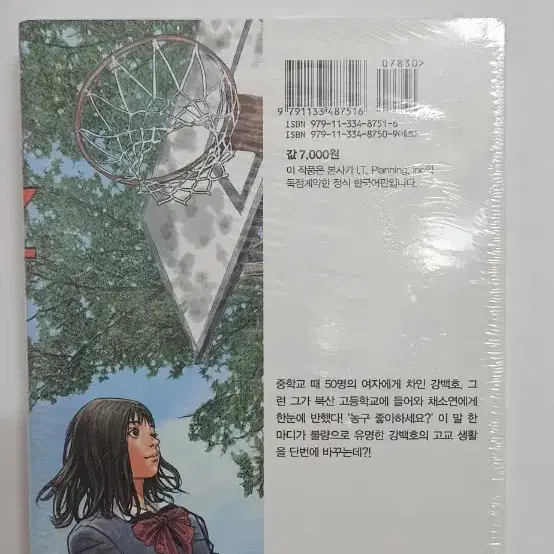 07830>
9 791133 487516
ISBN 979-11-334-8751-6
ISBN 979-11-334-8750-9(세트)
값 7,000원
이 작품은 본사가 I.T. Planning, Inc.와
독점계약한 정식 한국어판입니다.
중학교 때 50명의 여자에게 차인 강백호, 그
런 그가 북산 고등학교에 들어와 채소연에게
한눈에 반했다! ‘농구 좋아하세요?’ 이 말 한
마디가 불량으로 유명한 강백호의 고교 생활
을 단번에 바꾸는데?!